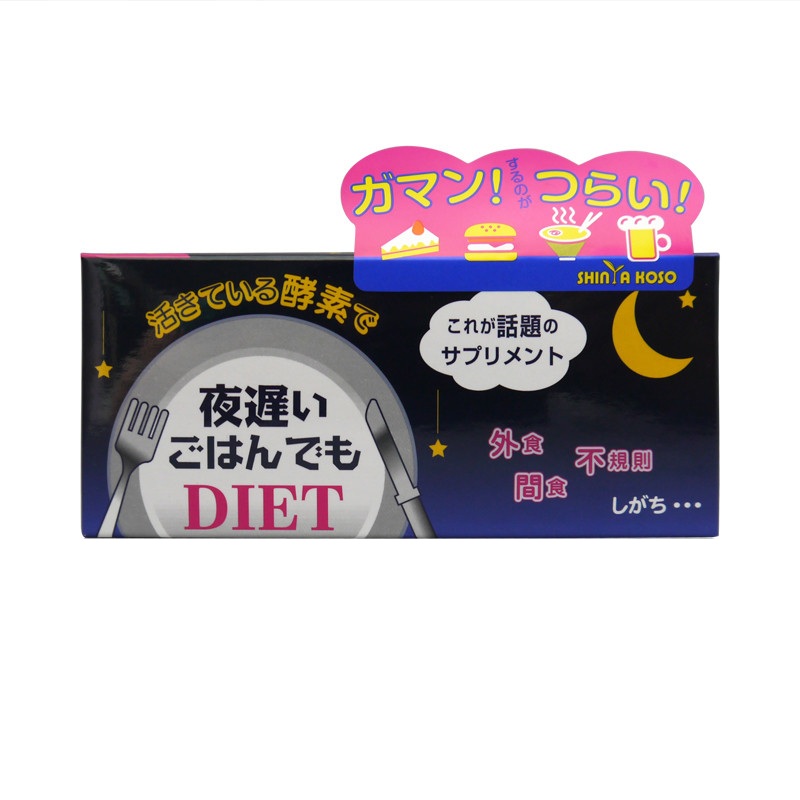 ガマン!するのがつらい!
SHINYA KOSO
活きている酵素で
夜遅い
ごはんでも
DIET
これが話題の
サプリメント
外食
間食
不規則
しがち・・・